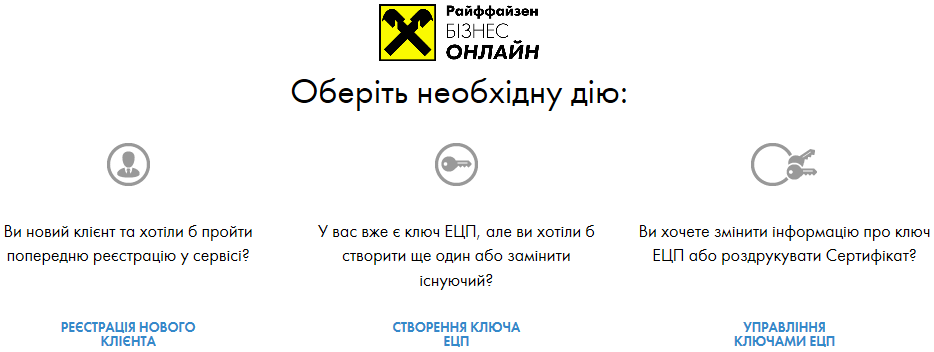 Райффайзен
БІЗНЕС
ОНЛАЙН
Оберіть необхідну дію:
Ви новий клієнт та хотіли б пройти
попередню реєстрацію у сервісі?
РЕЄСТРАЦІЯ НОВОГО
КЛІЄНТА
У вас вже є ключ ЕЦП, але ви хотіли б
створити ще один або замінити
існуючий?
СТВОРЕННЯ КЛЮЧА
ЕЦП
Ви хочете змінити інформацію про ключ
ЕЦП або роздрукувати Сертифікат?
УПРАВЛІННЯ
КЛЮЧАМИ ЕЦП